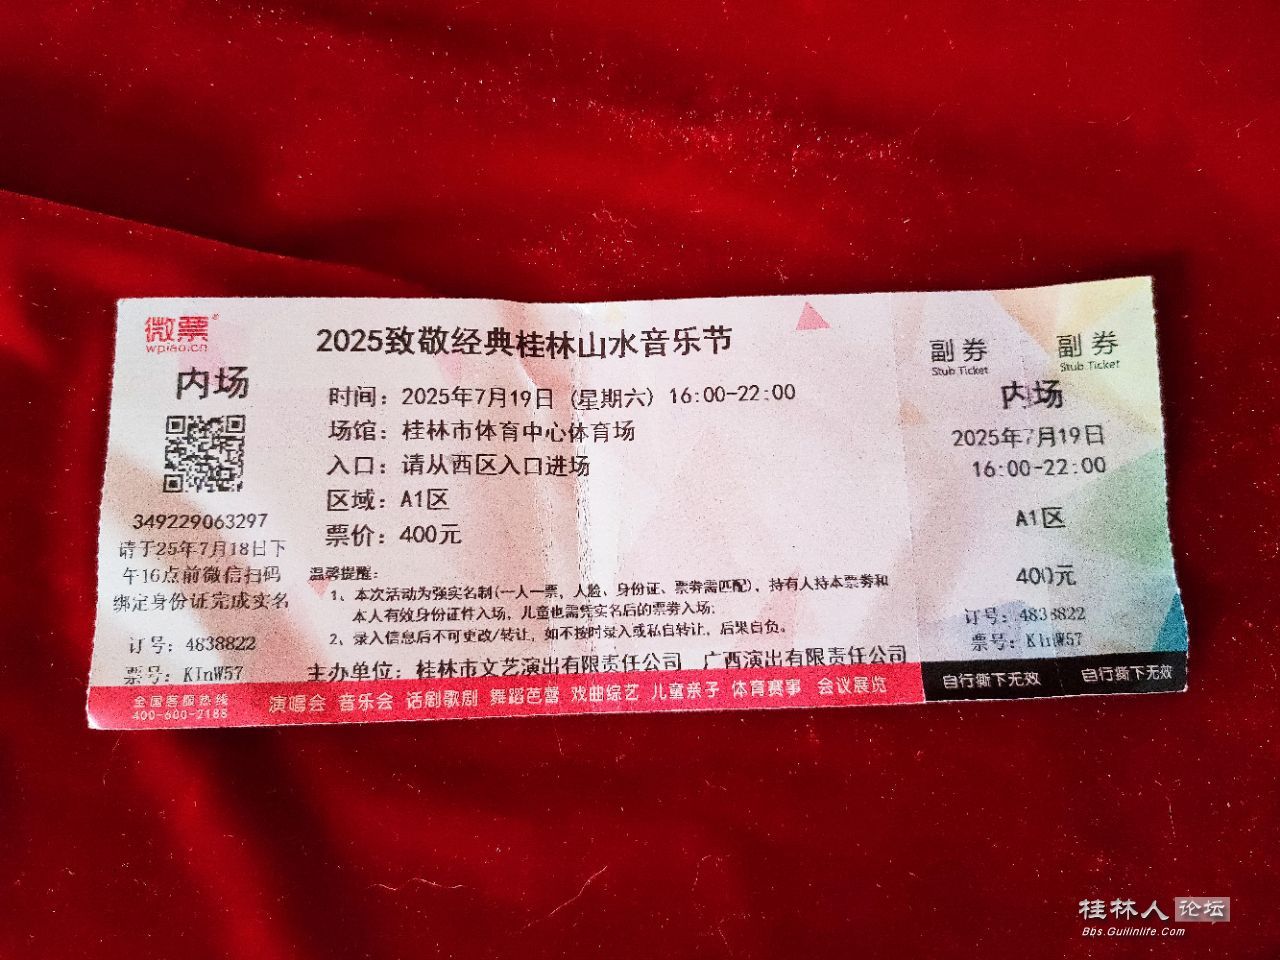 微票
wpiao.cn
内场
349229063297
请于25年7月18日下
午16点前微信扫码
绑定身份证完成实名
订号：4838822
票号：KInW57
全国客服热线
400-600-2188
2025致敬经典桂林山水音乐节
时间：2025年7月19日（星期六）16:00-22:00
场馆：桂林市体育中心体育场
入口：请从西区入口进场
区域：A1区
票价：400元
温馨提醒：
1、本次活动为强实名制(一人一票，人脸、身份证、票券需匹配)，持有人持本票券和
本人有效身份证件入场，儿童也需凭实名后的票券入场；
2、录入信息后不可更改/转让，如不按时录入或私自转让，后果自负。
主办单位：桂林市文艺演出有限责任公司 广西演出有限责任公司
演唱会 音乐会 话剧歌剧 舞蹈芭蕾 戏曲综艺 儿童亲子 体育赛事 会议展览
副券 副券
Stub Ticket Stub Ticket
内场
2025年7月19日
16:00-22:00
A1区
400元
订号：4838822
票号：KInW57
自行撕下无效 自行撕下无效
桂林人论坛
Bbs.Guilinlife.Com